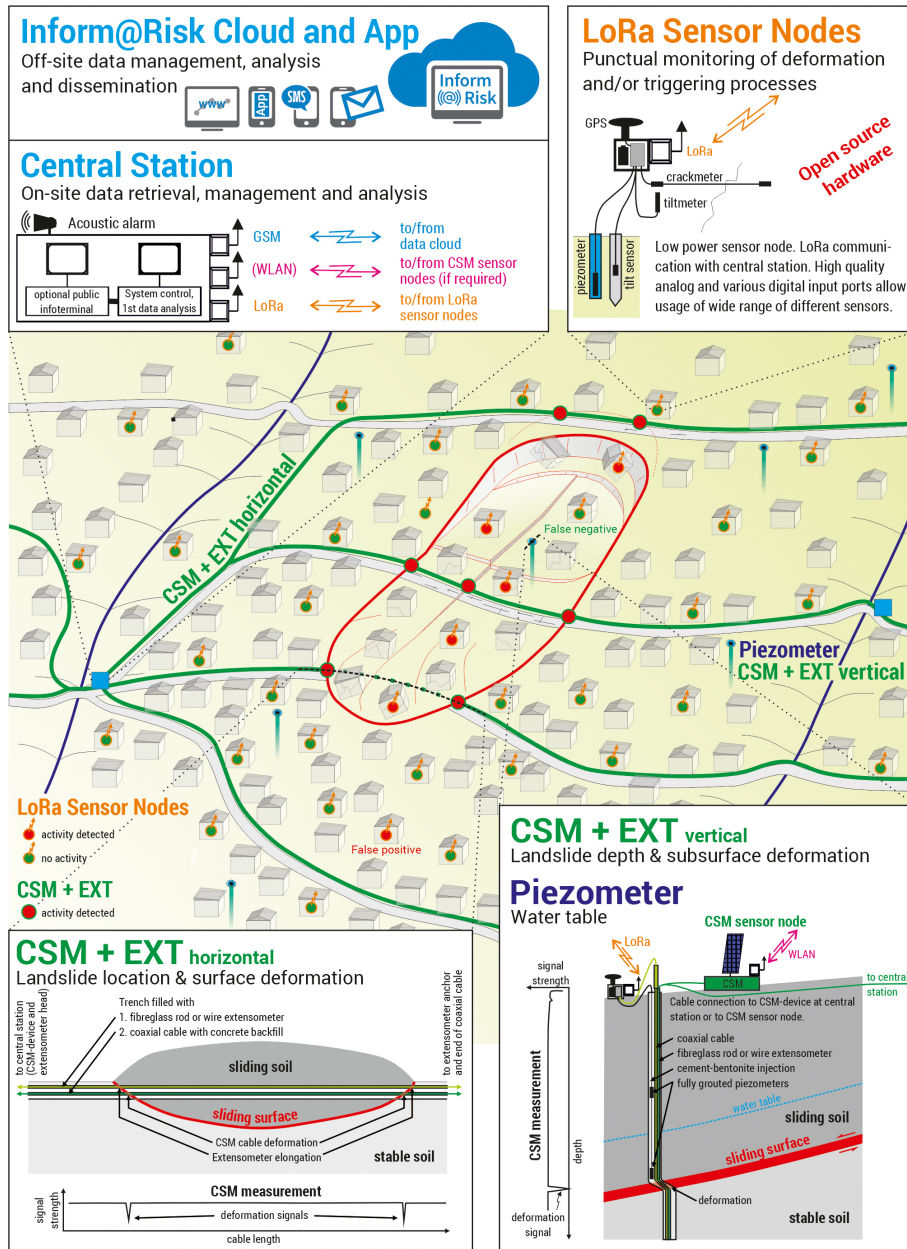 Inform@Risk Cloud and App
Off-site data management, analysis
and dissemination
www
App
SMS
Inform
(@) Risk
Central Station
On-site data retrieval, management and analysis
Acoustic alarm
optional public
infoterminal
System control,
1st data analysis
GSM
to/from
data cloud
(WLAN)
to/from CSM sensor
nodes (if required)
LoRa
to/from LoRa
sensor nodes
LoRa Sensor Nodes
Punctual monitoring of deformation
and/or triggering processes
GPS
LoRa
Open source
hardware
crackmeter
tiltmeter
piezometer
tilt sensor
Low power sensor node. LoRa communi-
cation with central station. High quality
analog and various digital input ports allow
usage of wide range of different sensors.
CSM + EXT horizontal
False negative
Piezometer
CSM + EXT vertical
False positive
LoRa Sensor Nodes
activity detected
no activity
CSM + EXT
activity detected
CSM + EXT horizontal
Landslide location & surface deformation
to central station
(CSM-device and
extensometer head)
Trench filled with
1. fibreglass rod or wire extensometer
2. coaxial cable with concrete backfill
to extensometer anchor
and end of coaxial cable
sliding soil
sliding surface
CSM cable deformation
Extensometer elongation
stable soil
signal
strength
CSM measurement
deformation signals
cable length
CSM + EXT vertical
Landslide depth & subsurface deformation
Piezometer
Water table
CSM sensor node
LoRa
WLAN
signal
strength
CSM
to central
station
Cable connection to CSM-device at central
station or to CSM sensor node.
coaxial cable
fibreglass rod or wire extensometer
cement-bentonite injection
fully grouted piezometers
CSM measurement
depth
water table
sliding soil
sliding surface
deformation
deformation
signal
stable soil